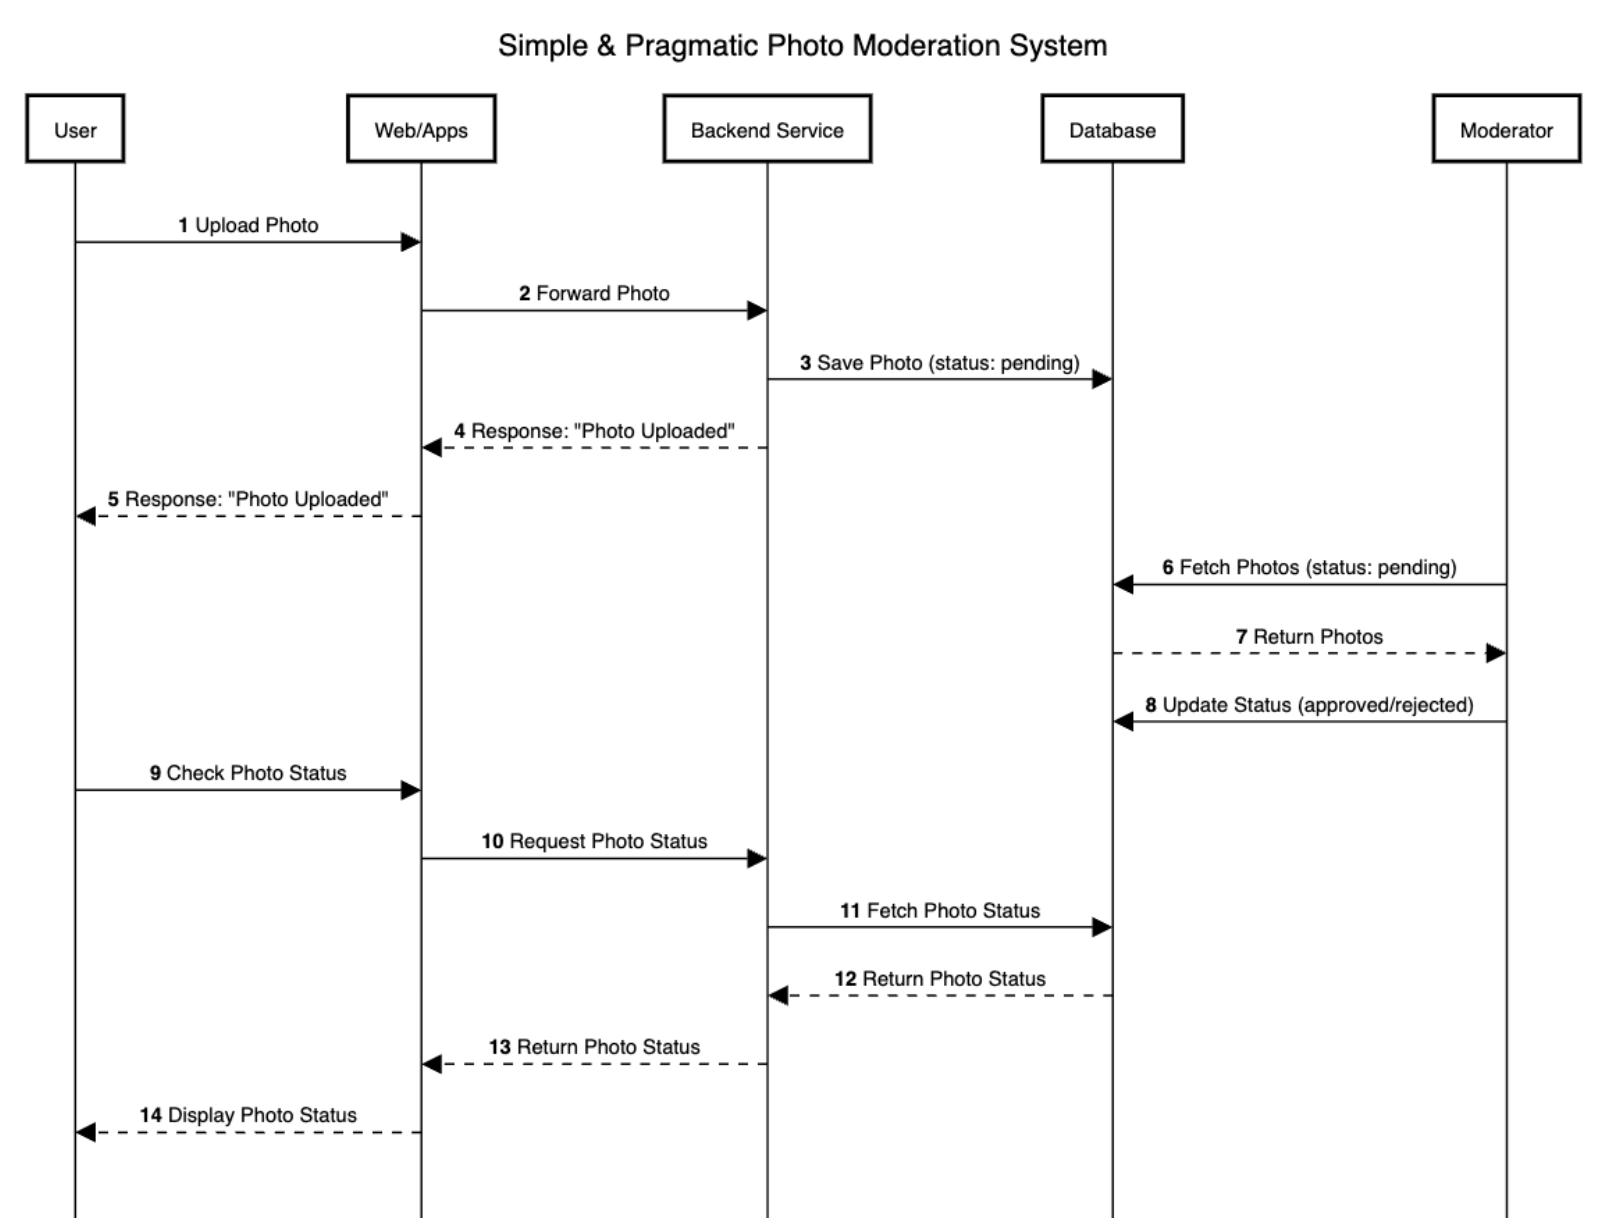 Simple & Pragmatic Photo Moderation System
User
Web/Apps
Backend Service
Database
Moderator
1 Upload Photo
2 Forward Photo
3 Save Photo (status: pending)
4 Response: "Photo Uploaded"
5 Response: "Photo Uploaded"
6 Fetch Photos (status: pending)
7 Return Photos
8 Update Status (approved/rejected)
9 Check Photo Status
10 Request Photo Status
11 Fetch Photo Status
12 Return Photo Status
13 Return Photo Status
14 Display Photo Status